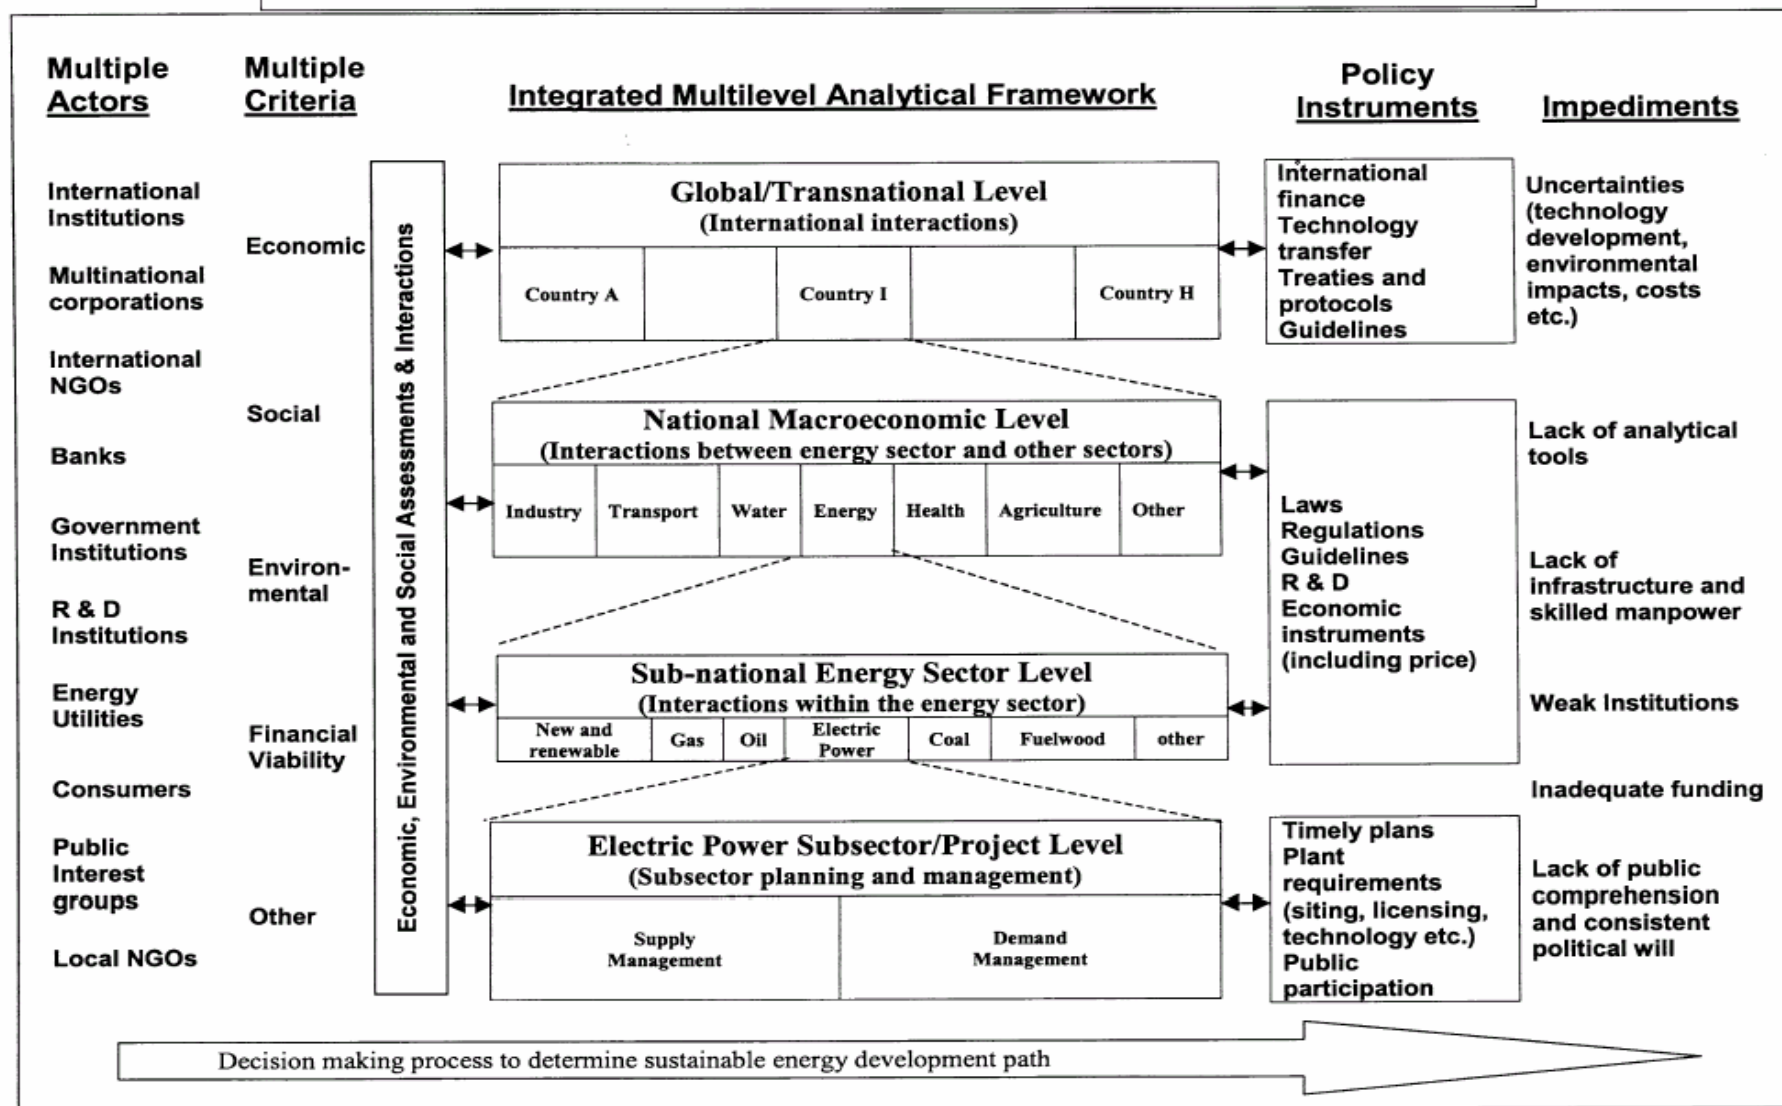 Multiple
Actors
Multiple
Criteria
Integrated Multilevel Analytical Framework
Policy
Instruments
Impediments
International
Institutions
Multinational
corporations
International
NGOs
Banks
Government
Institutions
R & D
Institutions
Energy
Utilities
Consumers
Public
Interest
groups
Local NGOs
Economic
Social
Environ-
mental
Financial
Viability
Other
Economic, Environmental and Social Assessments & Interactions
Global/Transnational Level
(International interactions)
Country A
Country I
Country H
National Macroeconomic Level
(Interactions between energy sector and other sectors)
Industry
Transport
Water
Energy
Health
Agriculture
Other
Sub-national Energy Sector Level
(Interactions within the energy sector)
New and
renewable
Gas
Oil
Electric
Power
Coal
Fuelwood
other
Electric Power Subsector/Project Level
(Subsector planning and management)
Supply
Management
Demand
Management
International
finance
Technology
transfer
Treaties and
protocols
Guidelines
Laws
Regulations
Guidelines
R & D
Economic
instruments
(including price)
Timely plans
Plant
requirements
(siting, licensing,
technology etc.)
Public
participation
Uncertainties
(technology
development,
environmental
impacts, costs
etc.)
Lack of analytical
tools
Lack of
infrastructure and
skilled manpower
Weak Institutions
Inadequate funding
Lack of public
comprehension
and consistent
political will
Decision making process to determine sustainable energy development path